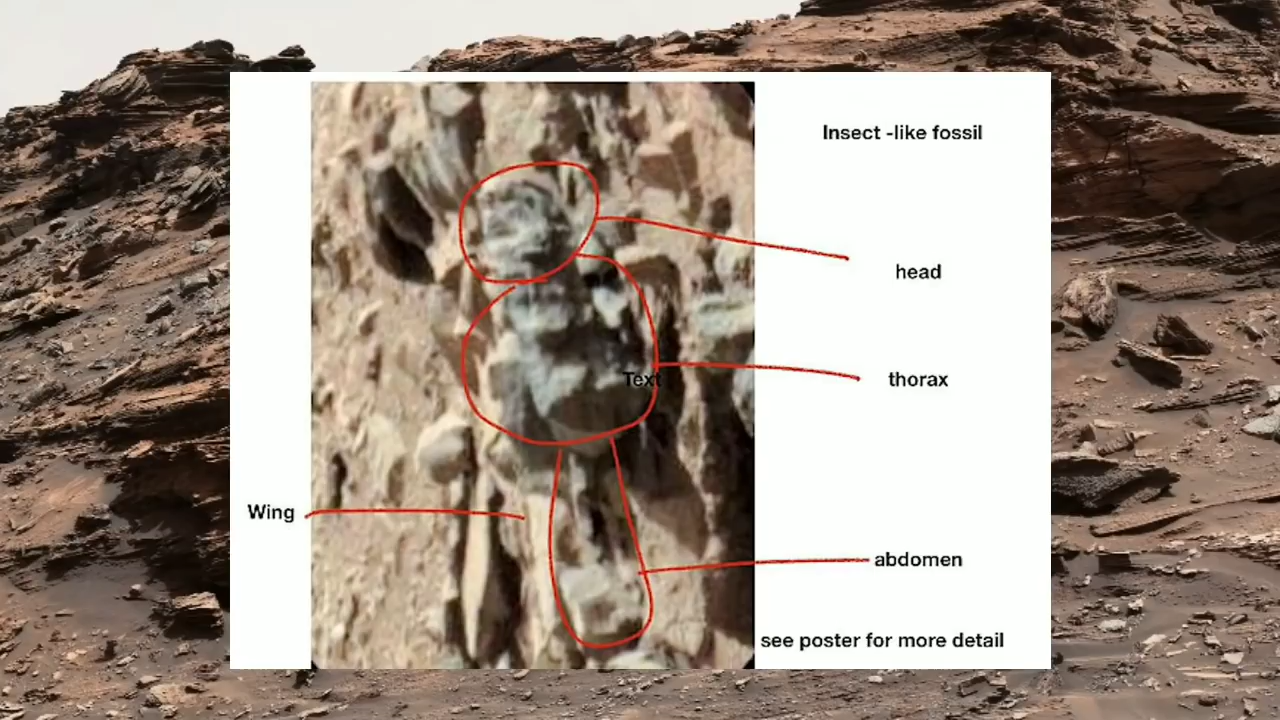 Insect -like fossil
head
Text
thorax
Wing
abdomen
see poster for more detail